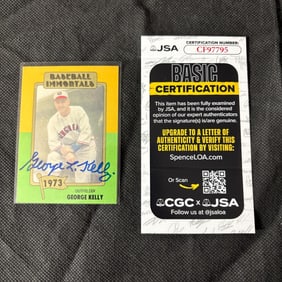 BASEBALL
IMMORTALS
George L. Kelly
1973
OUTFIELDER
GEORGE KELLY
JSA
CERTIFICATION NUMBER:
CF97795
BASIC
CERTIFICATION
This item has been fully examined
by JSA, and it is the considered
opinion of our expert authenticators
that the signature(s) is/are genuine.
UPGRADE TO A LETTER OF
AUTHENTICITY & VERIFY THIS
CERTIFICATION BY VISITING:
SpenceLOA.com
Or Scan
CGC x JSA
Follow us at @jsaloa